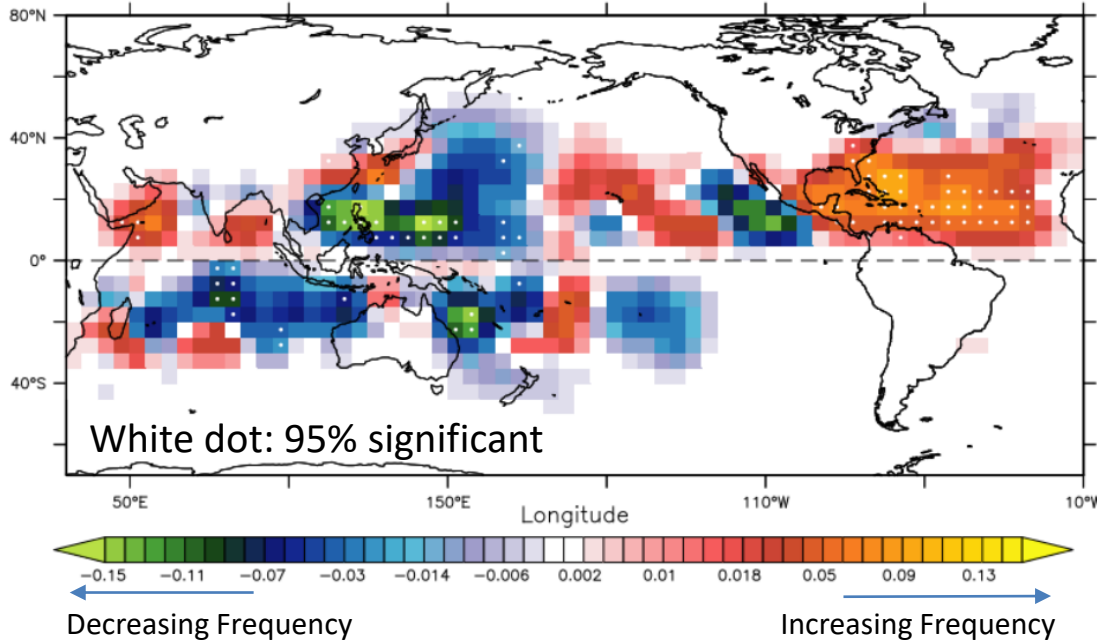 80°N
40°N
0°
40°S
White dot: 95% significant
50°E 150°E 110°W 10°W
Longitude
−0.15 −0.11 −0.07 −0.03 −0.014 −0.006 0.002 0.01 0.018 0.05 0.09 0.13
Decreasing Frequency Increasing Frequency